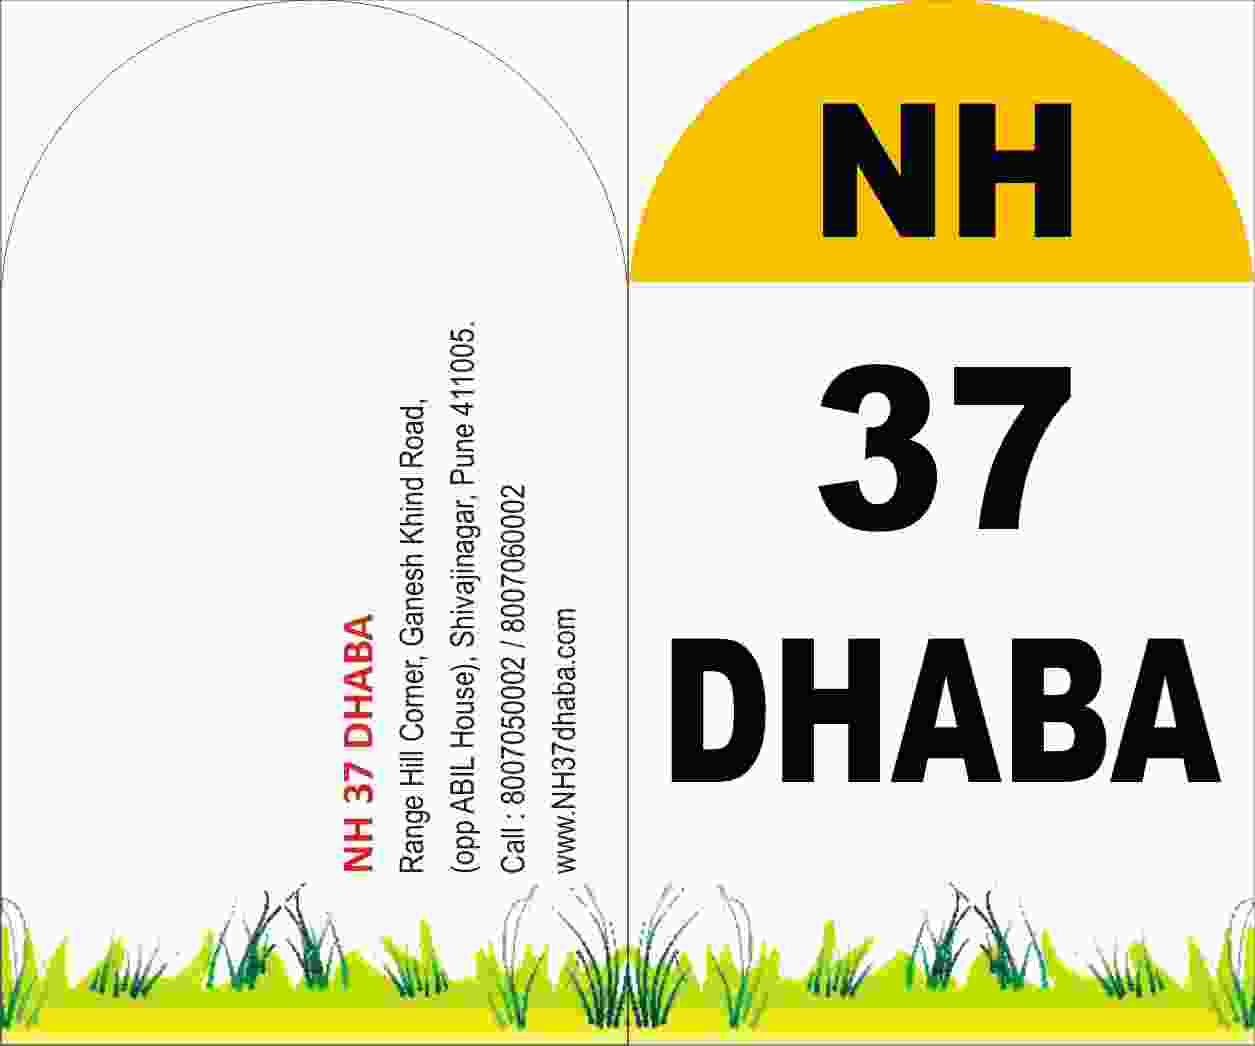 NH 37 DHABA
Range Hill Corner, Ganesh Khind Road,
(opp ABIL House), Shivajinagar, Pune 411005.
Call : 8007050002 / 8007060002
www.NH37dhaba.com
NH
37
DHABA